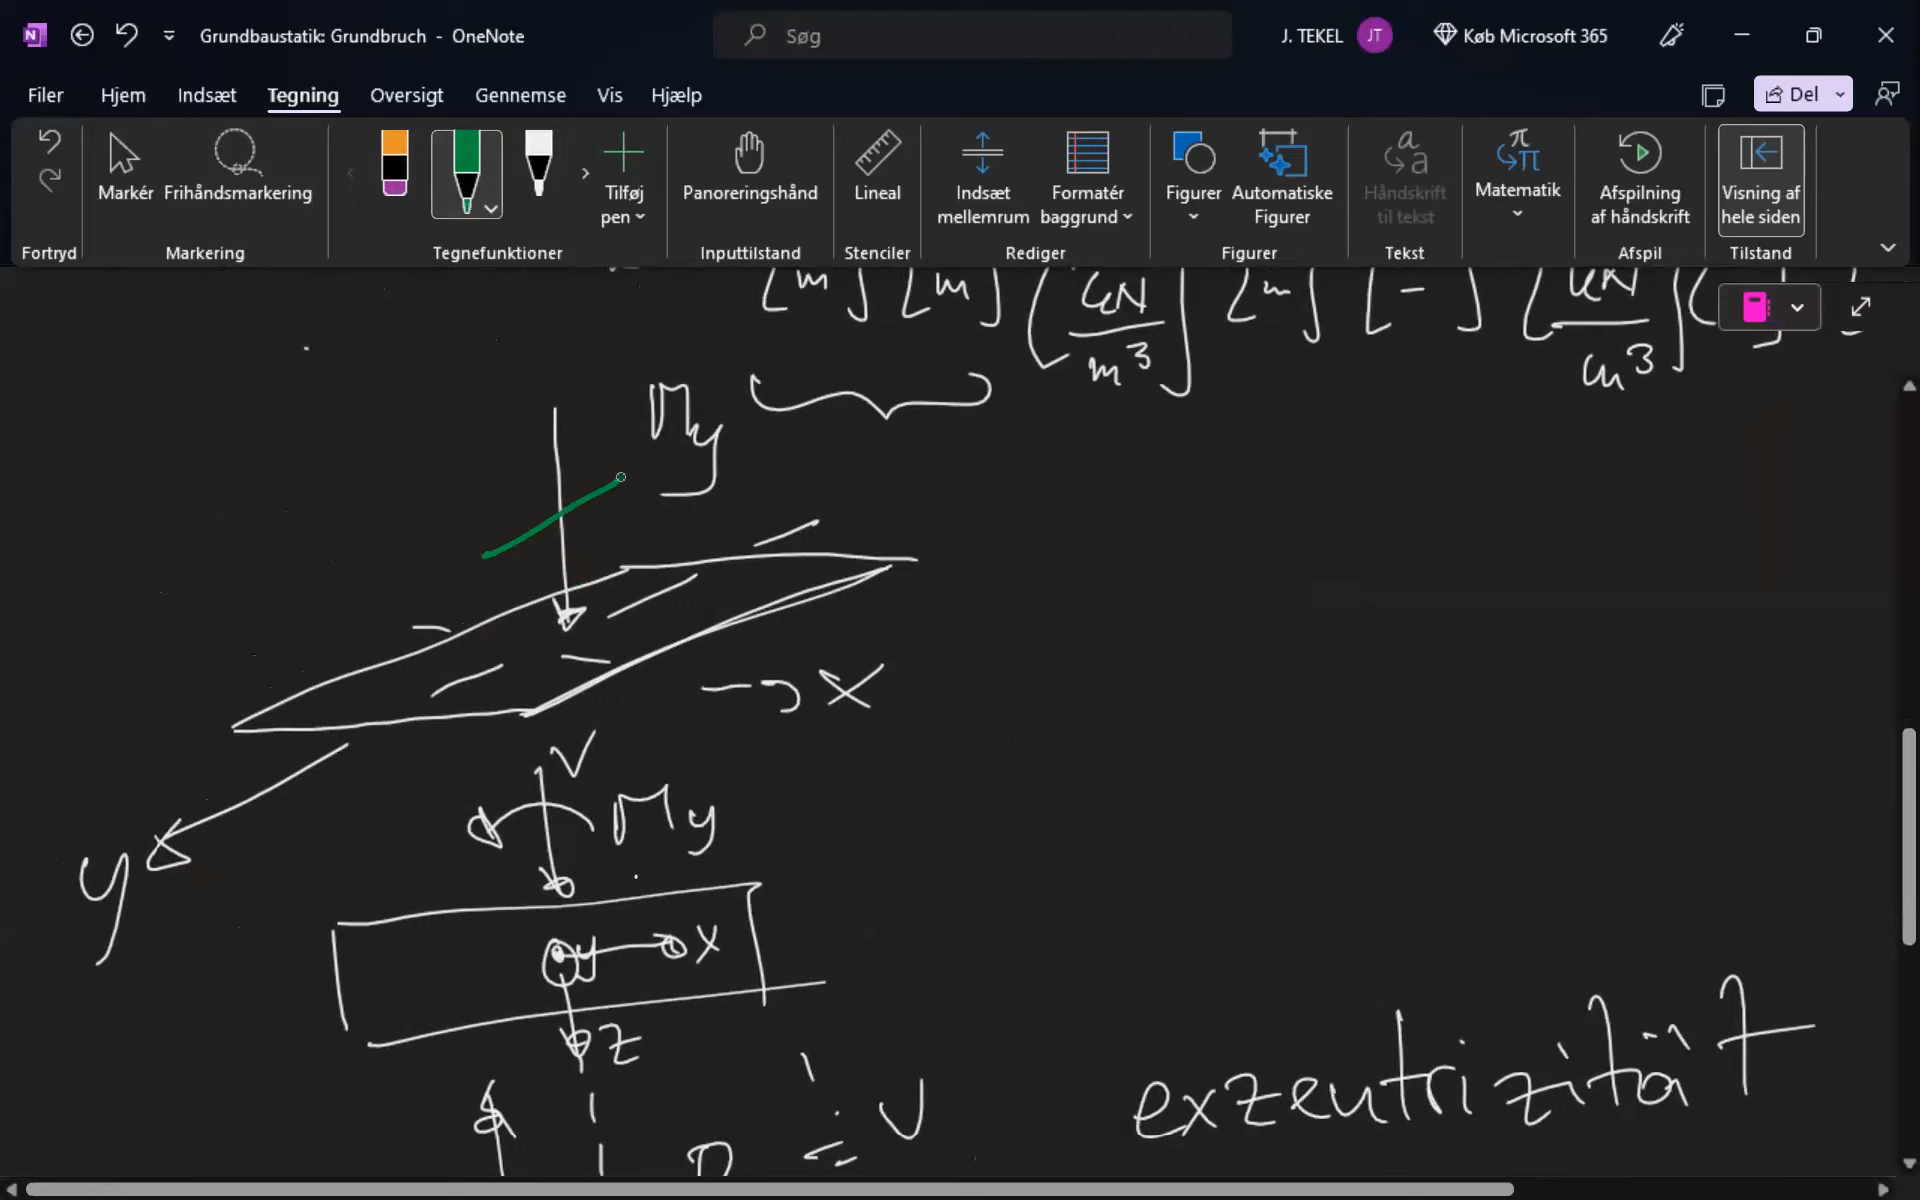 Grundbaustatik: Grundbruch - OneNote
Søg
J. TEKEL
JT
Køb Microsoft 365
Filer Hjem Indsæt Tegning Oversigt Gennemse Vis Hjælp
Del
Markér
Frihåndsmarkering
Tilføj
pen
Panoreringshånd
Lineal
Indsæt
mellemrum
Formatér
baggrund
Figurer
Automatiske
Figurer
Håndskrift
til tekst
Matematik
Afspilning
af håndskrift
Visning af
hele siden
Fortryd
Markering
Tegnefunktioner
Inputtilstand
Stenciler
Rediger
Figurer
Tekst
Afspil
Tilstand
[m] [m] [kN/m³] [m] [-] [kN/m³]
My
x
V
My
y
y x
z
V
exzentrizität